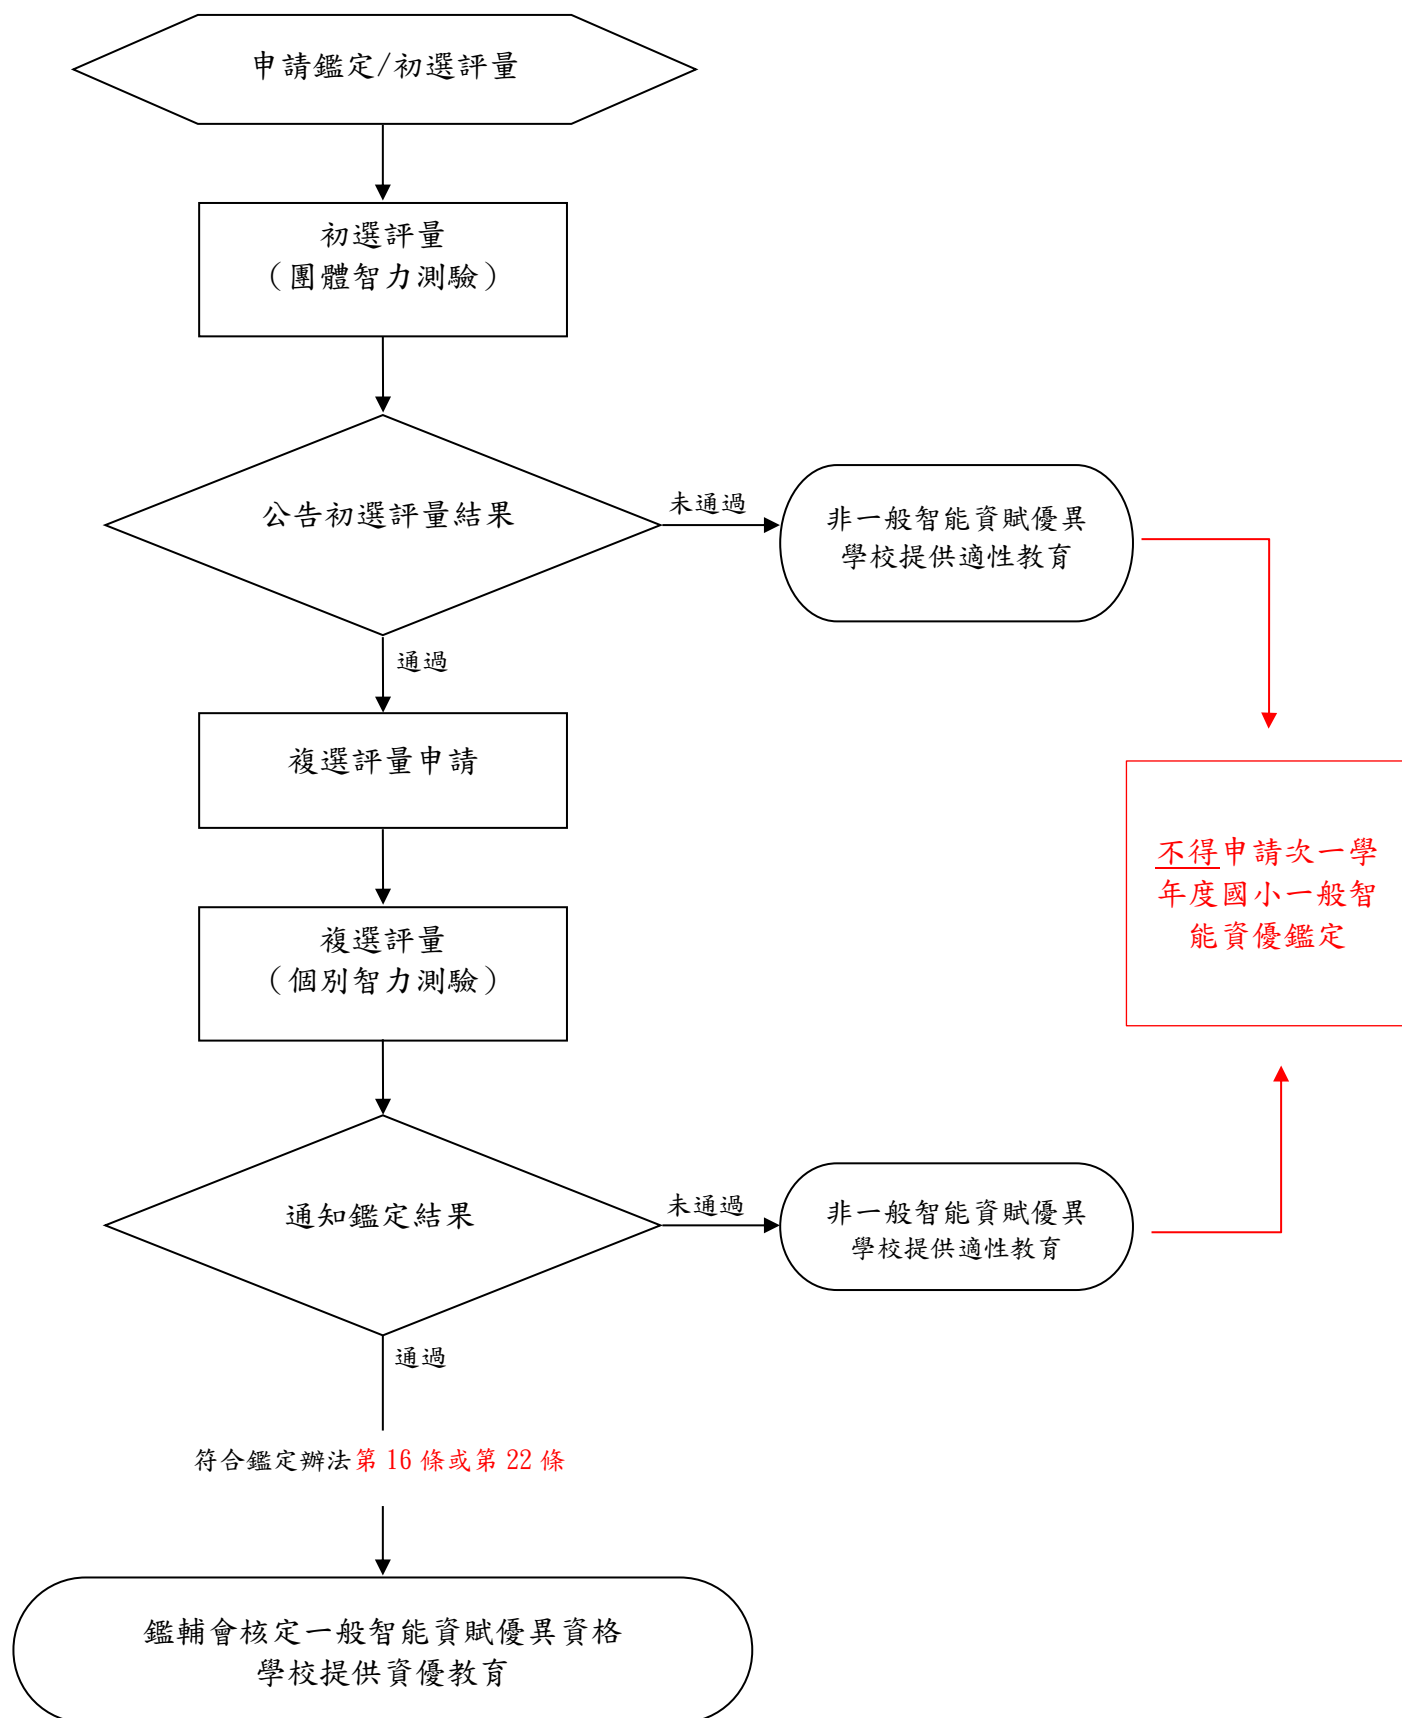 申請鑑定/初選評量
初選評量
（團體智力測驗）
公告初選評量結果
未通過
非一般智能資賦優異
學校提供適性教育
通過
複選評量申請
不得申請次一學
年度國小一般智
能資優鑑定
複選評量
（個別智力測驗）
通知鑑定結果
未通過
非一般智能資賦優異
學校提供適性教育
通過
符合鑑定辦法第 16 條或第 22 條
鑑輔會核定一般智能資賦優異資格
學校提供資優教育